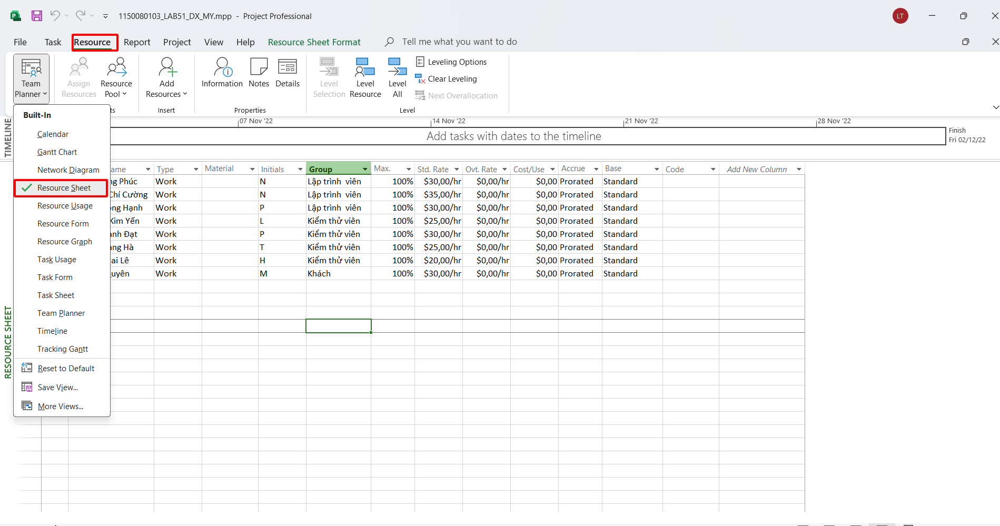 1150080103_LAB51_DX_MY.mpp - Project Professional
LT
File Task Resource Report Project View Help Resource Sheet Format Tell me what you want to do
Team Planner
Assign Resources
Resource Pool
Add Resources
Information
Notes
Details
Level Selection
Level Resource
Level All
Leveling Options
Clear Leveling
Next Overallocation
Insert
Properties
Level
TIMELINE
07 Nov '22
14 Nov '22
21 Nov '22
28 Nov '22
Add tasks with dates to the timeline
Finish
Fri 02/12/22
Built-In
Calendar
Gantt Chart
Network Diagram
Resource Sheet
Resource Usage
Resource Form
Resource Graph
Task Usage
Task Form
Task Sheet
Team Planner
Timeline
Tracking Gantt
Reset to Default
Save View...
More Views...
RESOURCE SHEET
ame Type Material Initials Group Max. Std. Rate Ovt. Rate Cost/Use Accrue Base Code Add New Column
ng Phúc Work N Lập trình viên 100% $30,00/hr $0,00/hr $0,00 Prorated Standard
Chí Cường Work N Lập trình viên 100% $35,00/hr $0,00/hr $0,00 Prorated Standard
ong Hạnh Work P Lập trình viên 100% $30,00/hr $0,00/hr $0,00 Prorated Standard
Kim Yến Work L Kiểm thử viên 100% $25,00/hr $0,00/hr $0,00 Prorated Standard
anh Đạt Work P Kiểm thử viên 100% $30,00/hr $0,00/hr $0,00 Prorated Standard
ang Hà Work T Kiểm thử viên 100% $25,00/hr $0,00/hr $0,00 Prorated Standard
ai Lê Work H Kiểm thử viên 100% $20,00/hr $0,00/hr $0,00 Prorated Standard
uyên Work M Khách 100% $30,00/hr $0,00/hr $0,00 Prorated Standard